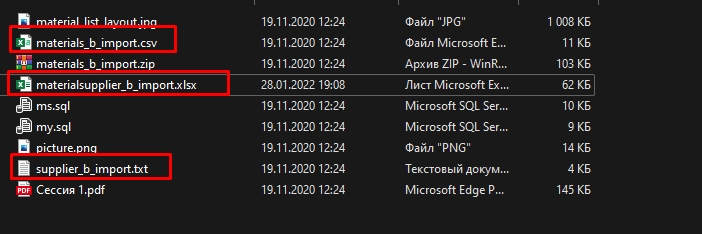 material_list_layout.jpg 19.11.2020 12:24 Файл "JPG" 1 008 КБ
materials_b_import.csv 19.11.2020 12:24 Файл Microsoft E... 11 КБ
materials_b_import.zip 19.11.2020 12:24 Архив ZIP - WinR... 103 КБ
materialsupplier_b_import.xlsx 28.01.2022 19:08 Лист Microsoft Ex... 62 КБ
ms.sql 19.11.2020 12:24 Microsoft SQL Ser... 10 КБ
my.sql 19.11.2020 12:24 Microsoft SQL Ser... 9 КБ
picture.png 19.11.2020 12:24 Файл "PNG" 14 КБ
supplier_b_import.txt 19.11.2020 12:24 Текстовый докум... 4 КБ
Сессия 1.pdf 19.11.2020 12:24 Microsoft Edge P... 145 КБ